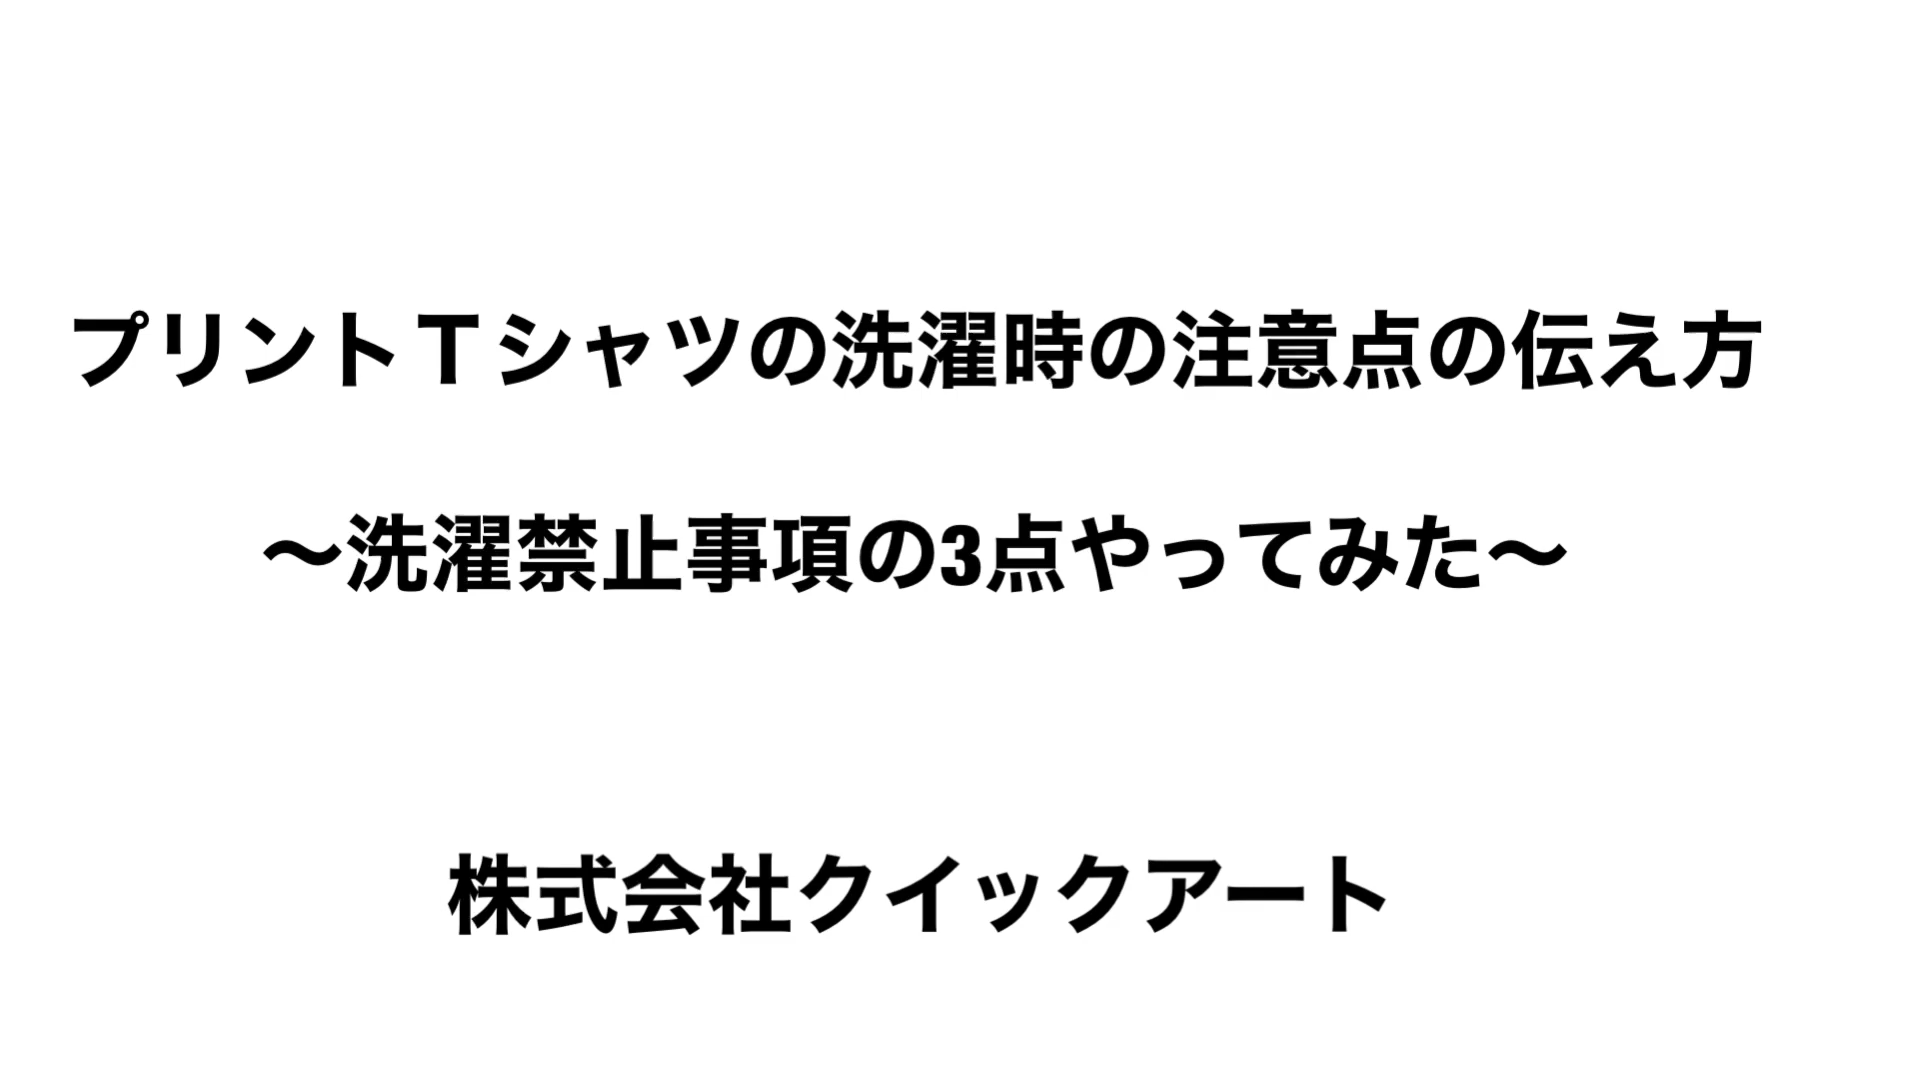 プリントＴシャツの洗濯時の注意点の伝え方
〜洗濯禁止事項の3点やってみた〜
株式会社クイックアート